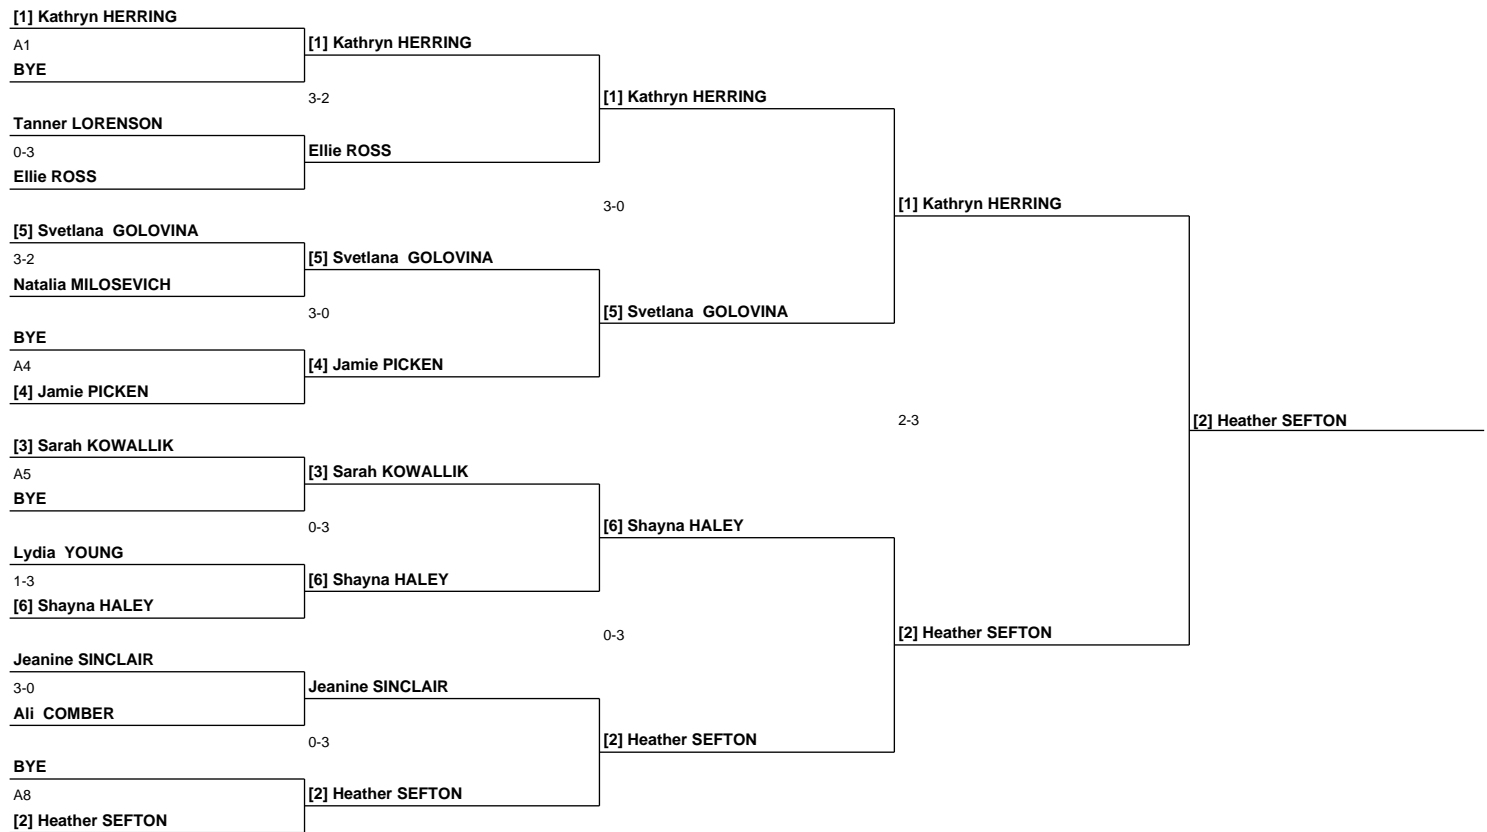 [1] Kathryn HERRING
A1
BYE
Tanner LORENSON
0-3
Ellie ROSS
[5] Svetlana  GOLOVINA
3-2
Natalia MILOSEVICH
BYE
A4
[4] Jamie PICKEN
[3] Sarah KOWALLIK
A5
BYE
Lydia  YOUNG
1-3
[6] Shayna HALEY
Jeanine SINCLAIR
3-0
Ali  COMBER
BYE
A8
[2] Heather SEFTON
[1] Kathryn HERRING
3-2
Ellie ROSS
[5] Svetlana  GOLOVINA
3-0
[4] Jamie PICKEN
[3] Sarah KOWALLIK
0-3
[6] Shayna HALEY
Jeanine SINCLAIR
0-3
[2] Heather SEFTON
[1] Kathryn HERRING
3-0
[5] Svetlana  GOLOVINA
[6] Shayna HALEY
0-3
[2] Heather SEFTON
[1] Kathryn HERRING
2-3
[2] Heather SEFTON
[2] Heather SEFTON